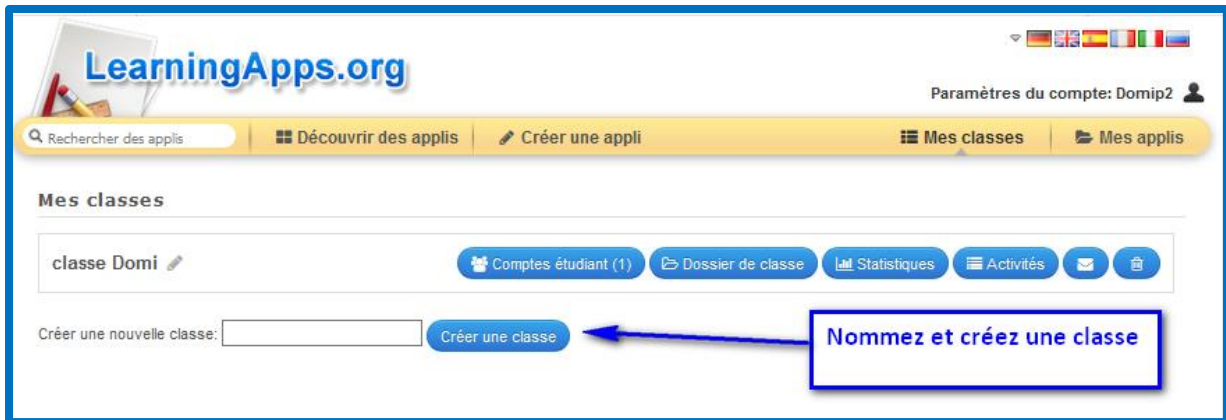 LearningApps.org
Paramètres du compte: Domip2
Rechercher des applis
Découvrir des applis
Créer une appli
Mes classes
Mes applis
Mes classes
classe Domi
Comptes étudiant (1)
Dossier de classe
Statistiques
Activités
Créer une nouvelle classe:
Créer une classe
Nommez et créez une classe